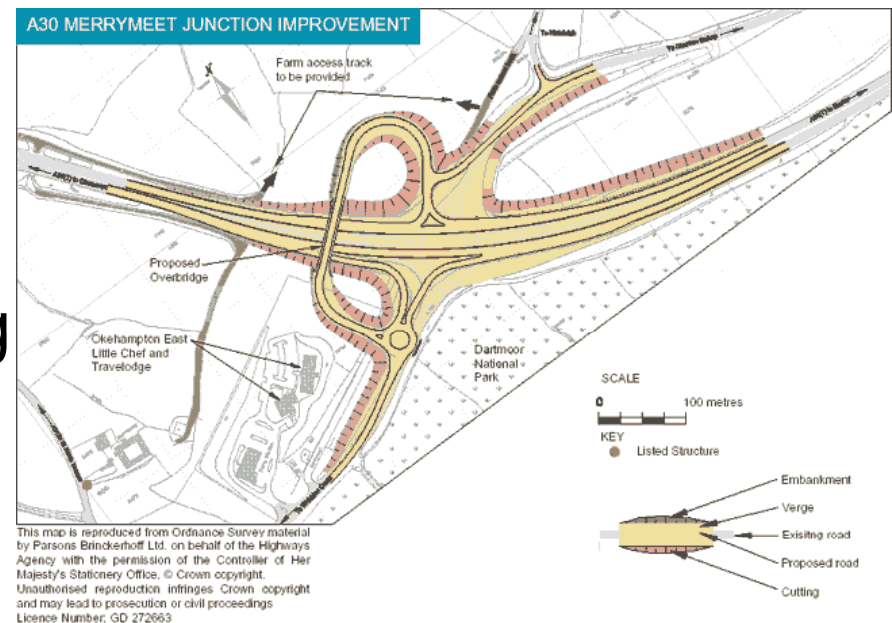 A30 MERRYMEET JUNCTION IMPROVEMENT
Farm access track
to be provided
Proposed
Overbridge
g
Okehampton East
Little Chef and
Travelodge
Dartmoor
National
Park
SCALE
0 100 metres
KEY
Listed Structure
Embankment
Verge
Exisitng road
Proposed road
Cutting
This map is reproduced from Ordnance Survey material
by Parsons Brinckerhoff Ltd. on behalf of the Highways
Agency with the permission of the Controller of Her
Majesty's Stationery Office, © Crown copyright.
Unauthorised reproduction infringes Crown copyright
and may lead to prosecution or civil proceedings
Licence Number: GD 272663